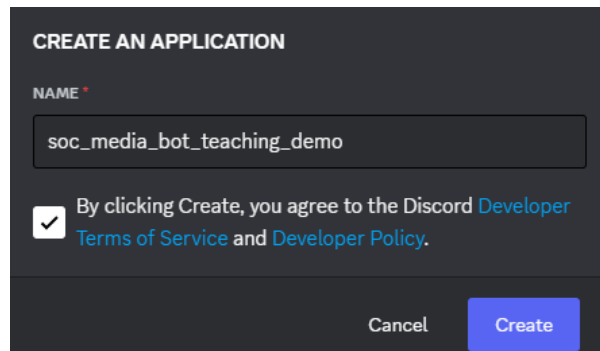 CREATE AN APPLICATION
NAME *
soc_media_bot_teaching_demo
By clicking Create, you agree to the Discord Developer
Terms of Service and Developer Policy.
Cancel Create